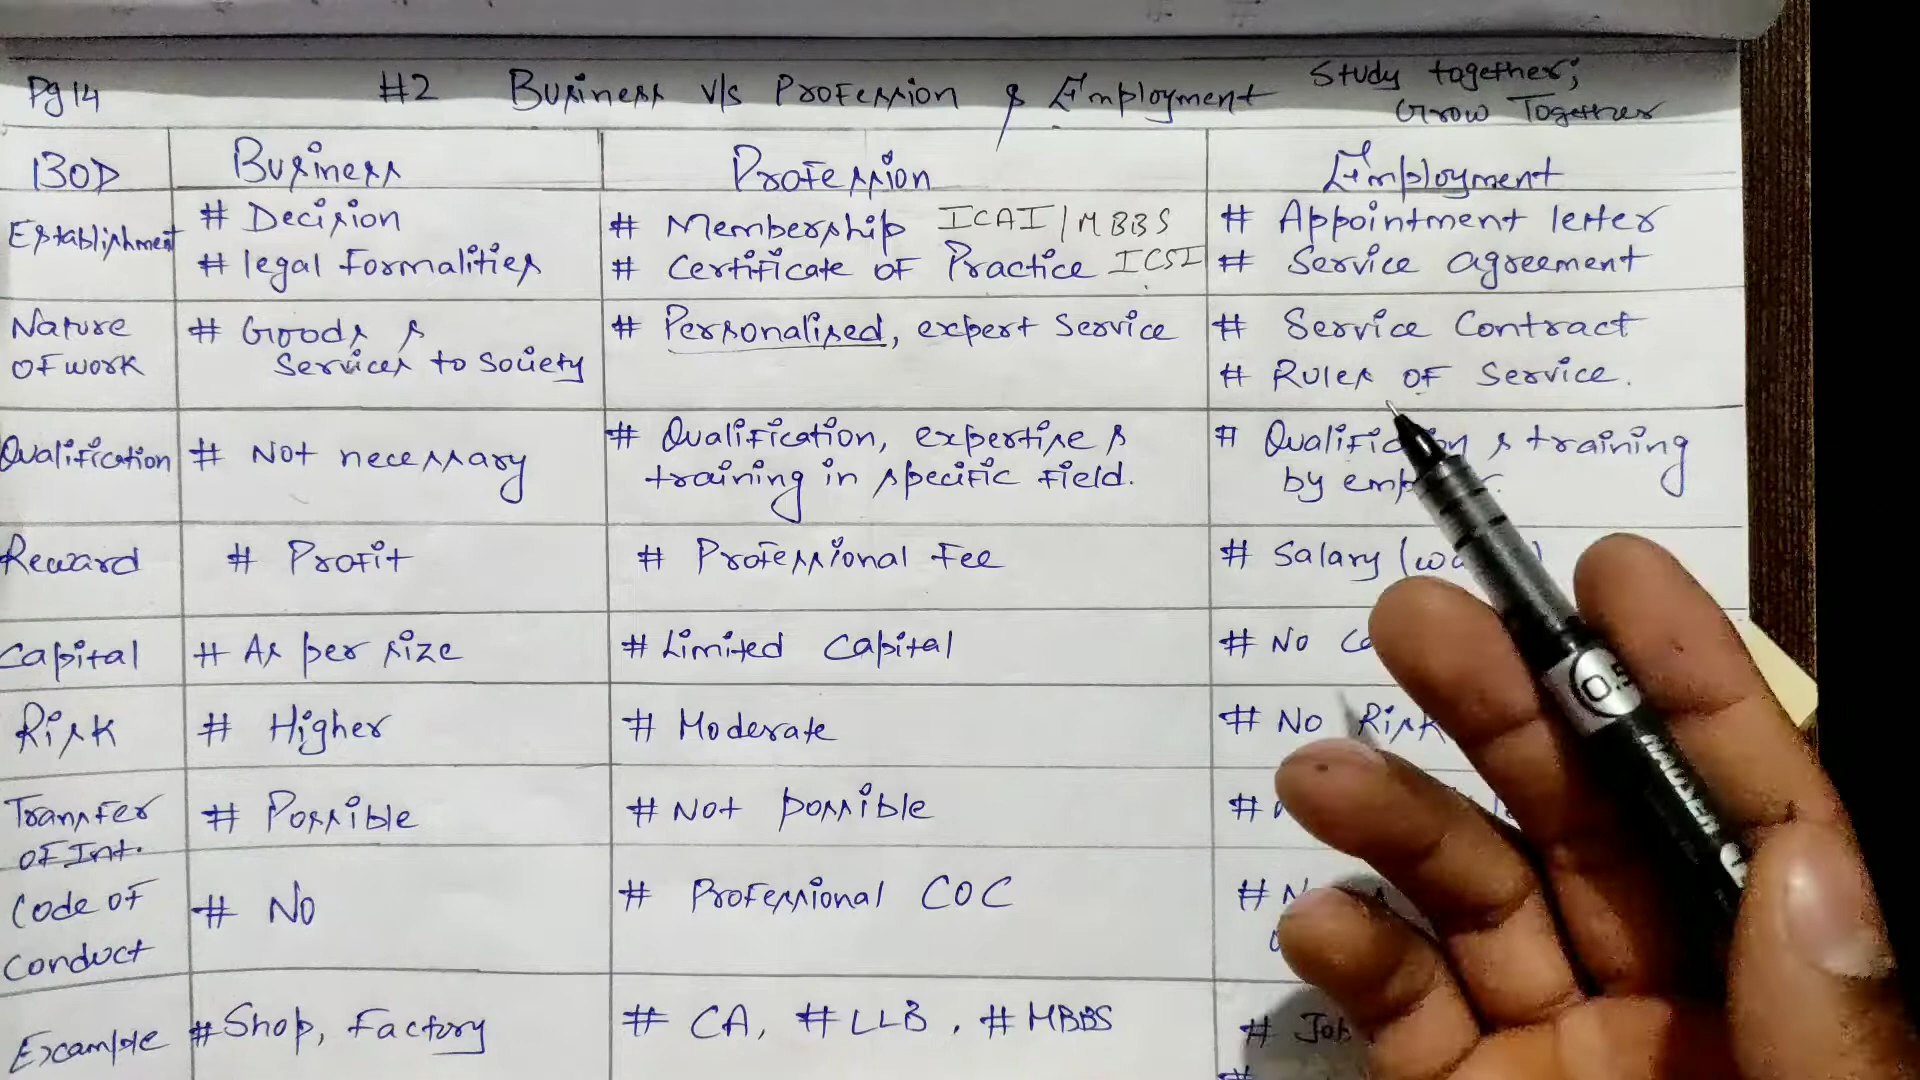 Pg 14 #2 Business v/s Profession & Employment Study together;
Grow Together
BOD Business Profession Employment
Establishment # Decision # Membership ICAI / MBBS # Appointment letter
# legal Formalities # Certificate of Practice ICSI # Service agreement
Nature # Goods & # Personalised, expert Service # Service Contract
OF work Services to Society # Rules OF Service.
Qualification # Not necessary # Qualification, expertise & # & training
training in specific Field. by
Reward # Profit # Professional Fee # Salary
Capital # As per size # Limited Capital # No
Risk # Higher # Moderate # No Risk
Transfer # Possible # Not possible #
OF Int.
Code OF # No # Professional COC #
Conduct
Example # Shop, Factory # CA, # LLB, # MBBS # Job
#